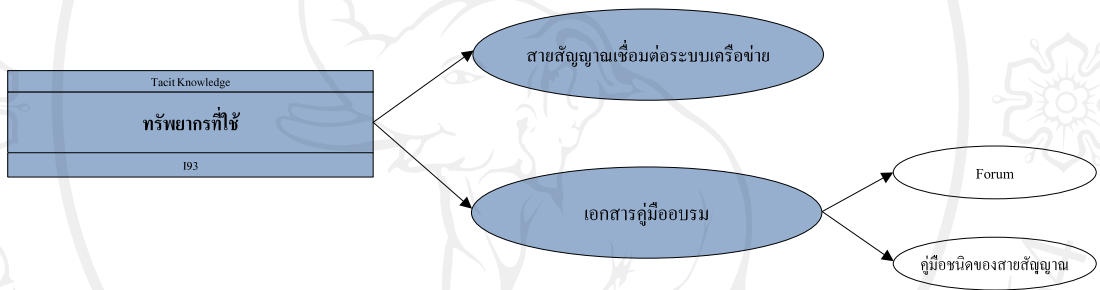 สายสัญญาณเชื่อมต่อระบบเครือข่าย
Tacit Knowledge
ทรัพยากรที่ใช้
I93
Forum
เอกสารคู่มืออบรม
คู่มือชนิดของสายสัญญาณ